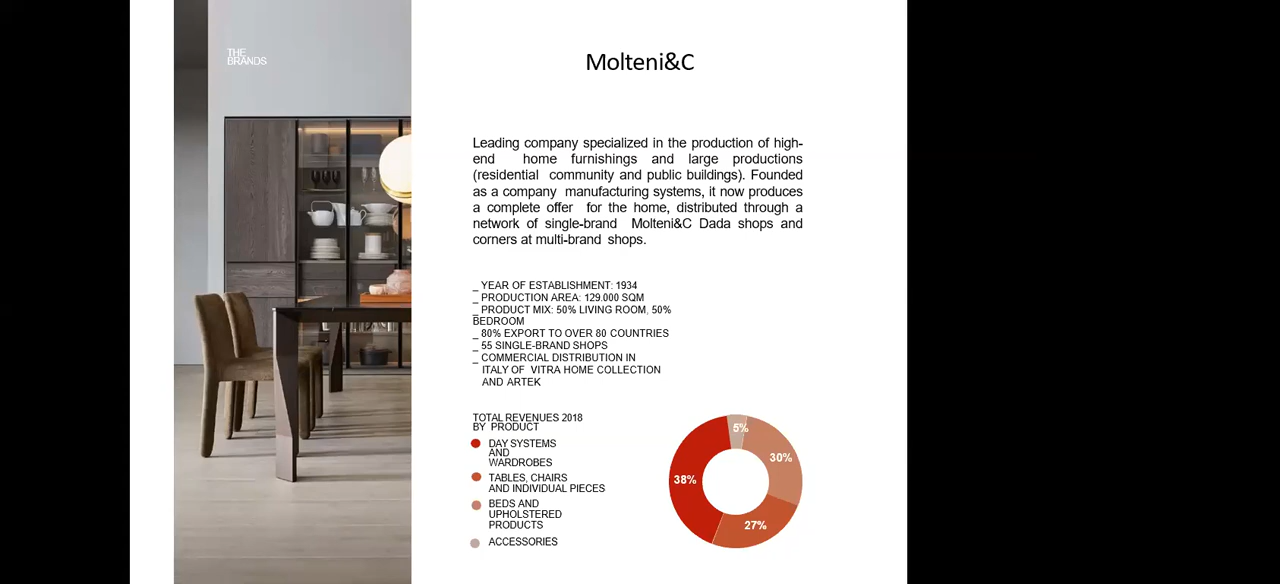 THE
BRANDS
Molteni&C
Leading company specialized in the production of high-
end home furnishings and large productions
(residential community and public buildings). Founded
as a company manufacturing systems, it now produces
a complete offer for the home, distributed through a
network of single-brand Molteni&C Dada shops and
corners at multi-brand shops.
_ YEAR OF ESTABLISHMENT: 1934
_ PRODUCTION AREA: 129.000 SQM
_ PRODUCT MIX: 50% LIVING ROOM, 50%
BEDROOM
_ 80% EXPORT TO OVER 80 COUNTRIES
_ 55 SINGLE-BRAND SHOPS
_ COMMERCIAL DISTRIBUTION IN
ITALY OF VITRA HOME COLLECTION
AND ARTEK
TOTAL REVENUES 2018
BY PRODUCT
DAY SYSTEMS
AND
WARDROBES
TABLES, CHAIRS
AND INDIVIDUAL PIECES
BEDS AND
UPHOLSTERED
PRODUCTS
ACCESSORIES
5%
30%
38%
27%